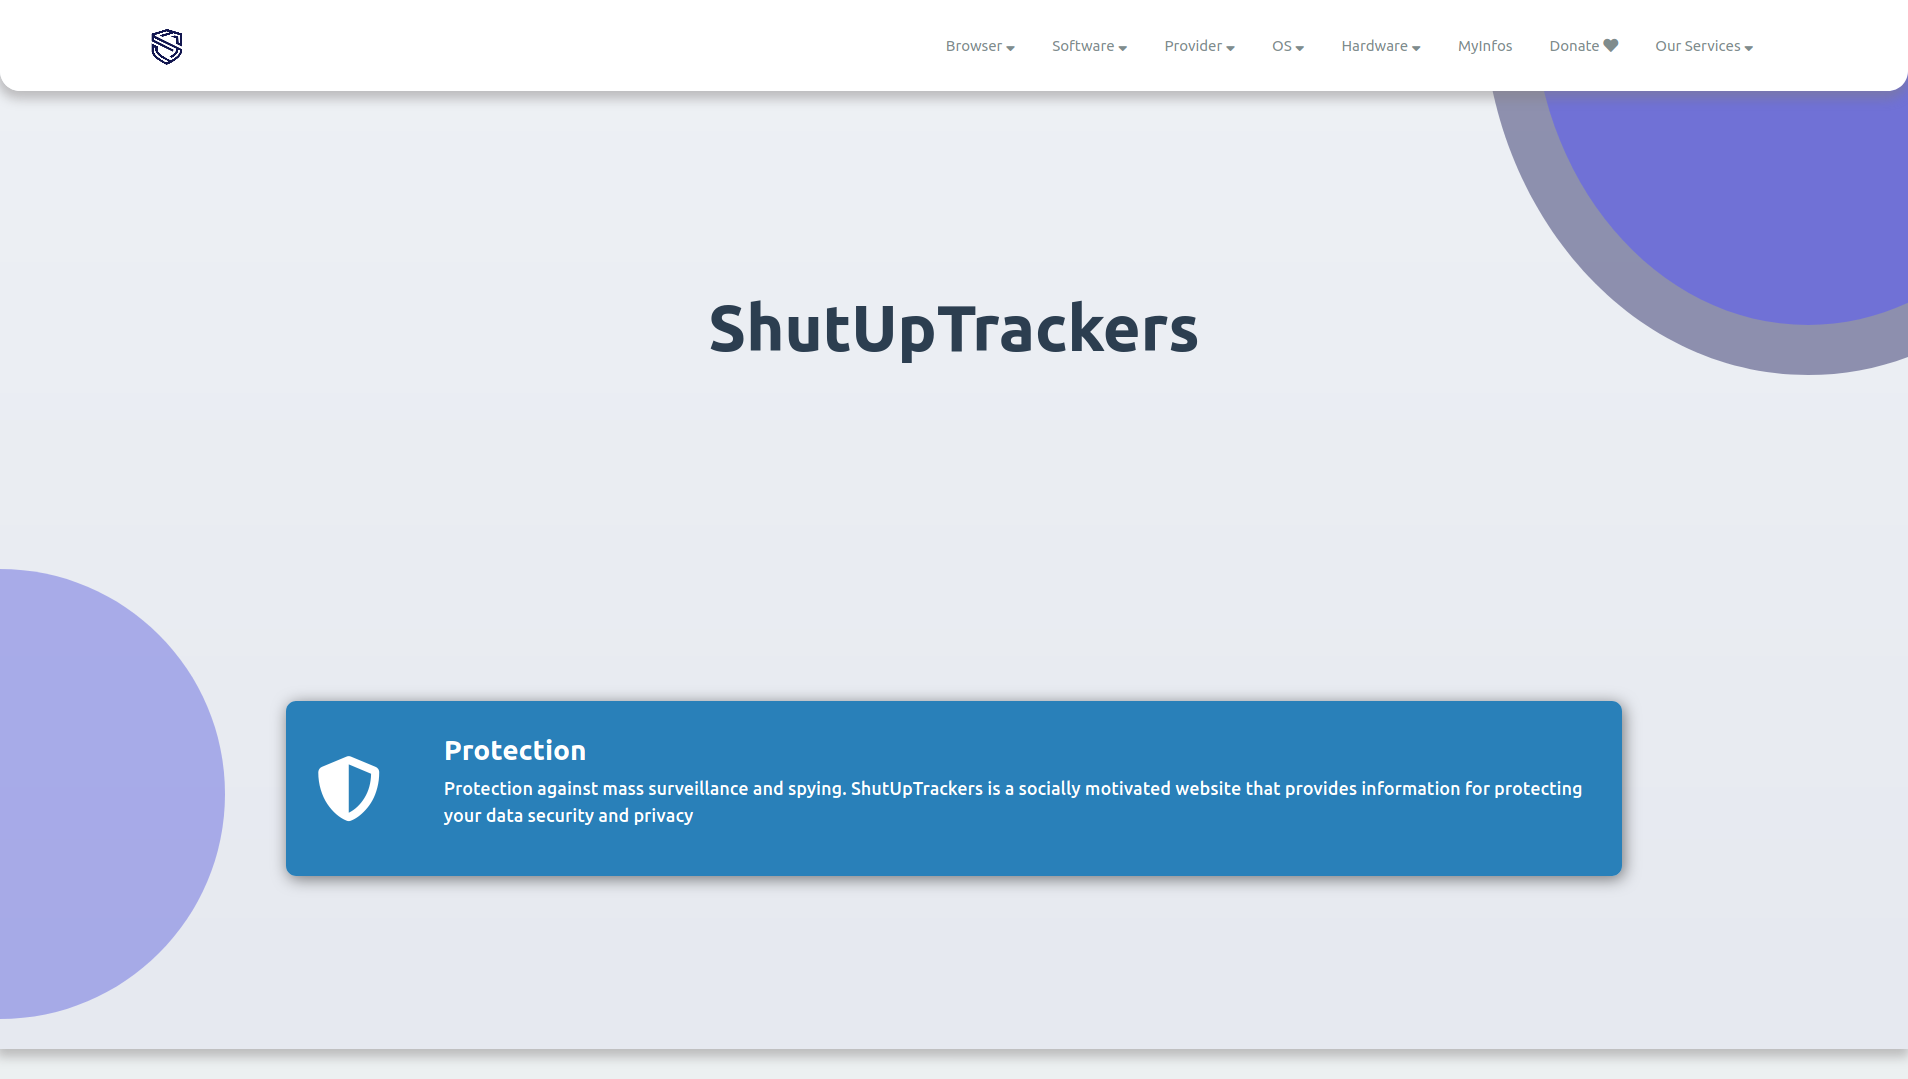 Browser
Software
Provider
OS
Hardware
MyInfos
Donate
Our Services
ShutUpTrackers
Protection
Protection against mass surveillance and spying. ShutUpTrackers is a socially motivated website that provides information for protecting
your data security and privacy